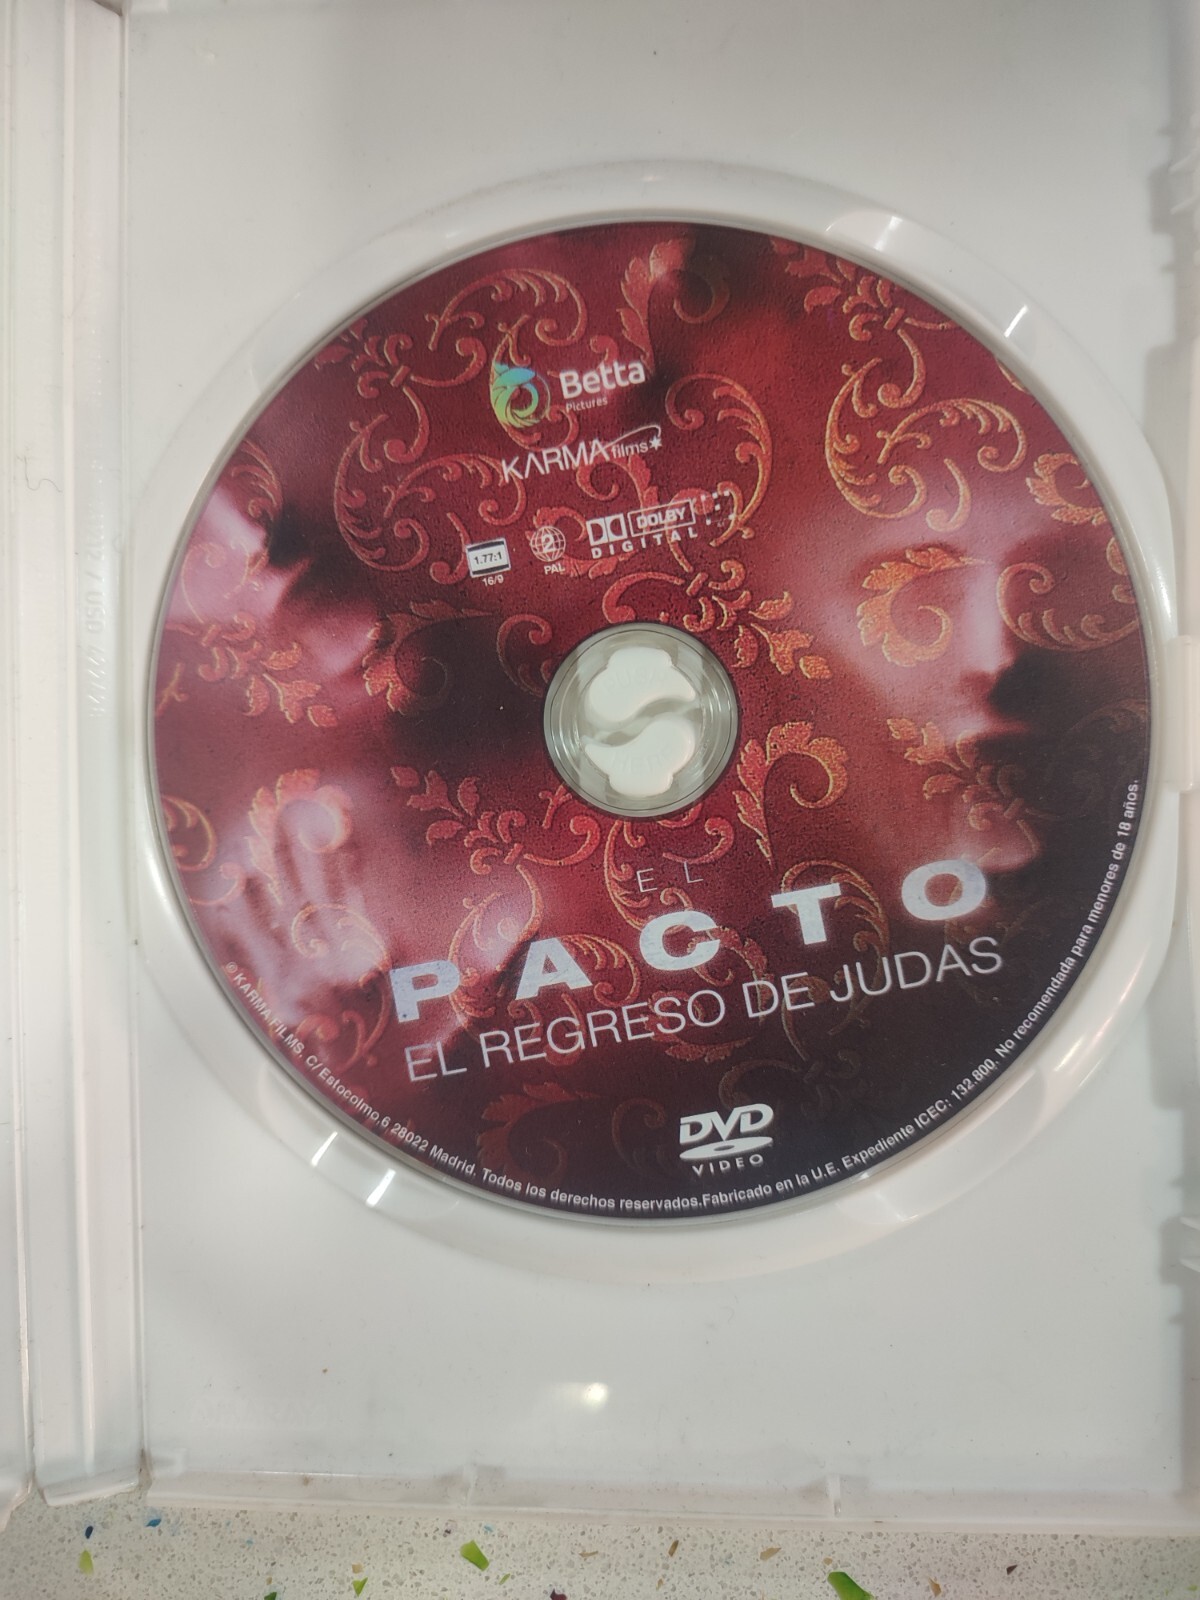 Betta
Pictures
KARMA films*
1.77:1
16/9
2
PAL
DOLBY
DIGITAL
EL
PACTO
EL REGRESO DE JUDAS
DVD
VIDEO
© KARMA FILMS. C/ Estocolmo,6 28022 Madrid. Todos los derechos reservados.Fabricado en la U.E. Expediente ICEC: 132.800. No recomendada para menores de 18 años.